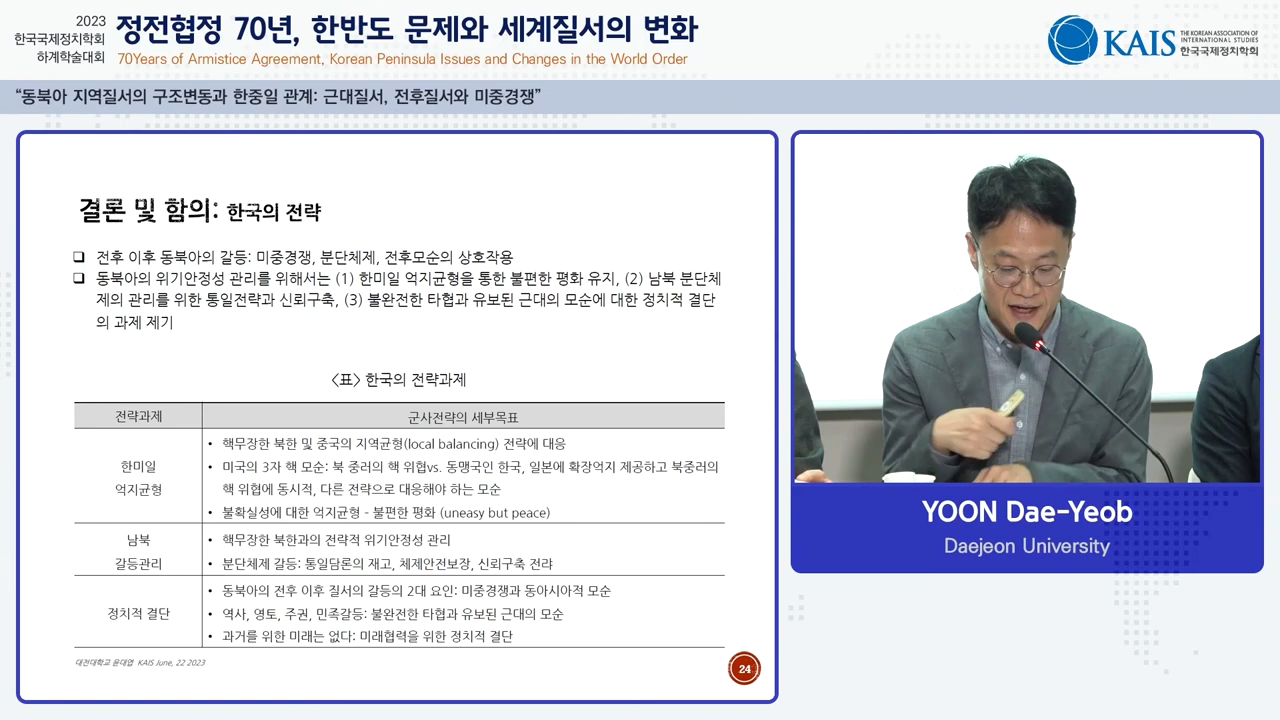 2023
한국국제정치학회
하계학술대회
정전협정 70년, 한반도 문제와 세계질서의 변화
70Years of Armistice Agreement, Korean Peninsula Issues and Changes in the World Order
KAIS
THE KOREAN ASSOCIATION OF
INTERNATIONAL STUDIES
한국국제정치학회
“동북아 지역질서의 구조변동과 한중일 관계: 근대질서, 전후질서와 미중경쟁”
결론 및 함의: 한국의 전략
❑ 전후 이후 동북아의 갈등: 미중경쟁, 분단체제, 전후모순의 상호작용
❑ 동북아의 위기안정성 관리를 위해서는 (1) 한미일 억지균형을 통한 불편한 평화 유지, (2) 남북 분단체
제의 관리를 위한 통일전략과 신뢰구축, (3) 불완전한 타협과 유보된 근대의 모순에 대한 정치적 결단
의 과제 제기
<표> 한국의 전략과제
전략과제
군사전략의 세부목표
한미일
억지균형
• 핵무장한 북한 및 중국의 지역균형(local balancing) 전략에 대응
• 미국의 3자 핵 모순: 북 중러의 핵 위협vs. 동맹국인 한국, 일본에 확장억지 제공하고 북중러의
핵 위협에 동시적, 다른 전략으로 대응해야 하는 모순
• 불확실성에 대한 억지균형 - 불편한 평화 (uneasy but peace)
남북
갈등관리
• 핵무장한 북한과의 전략적 위기안정성 관리
• 분단체제 갈등: 통일담론의 재고, 체제안전보장, 신뢰구축 전랴
정치적 결단
• 동북아의 전후 이후 질서의 갈등의 2대 요인: 미중경쟁과 동아시아적 모순
• 역사, 영토, 주권, 민족갈등: 불완전한 타협과 유보된 근대의 모순
• 과거를 위한 미래는 없다: 미래협력을 위한 정치적 결단
대전대학교 윤대엽 KAIS June, 22 2023
24
YOON Dae-Yeob
Daejeon University